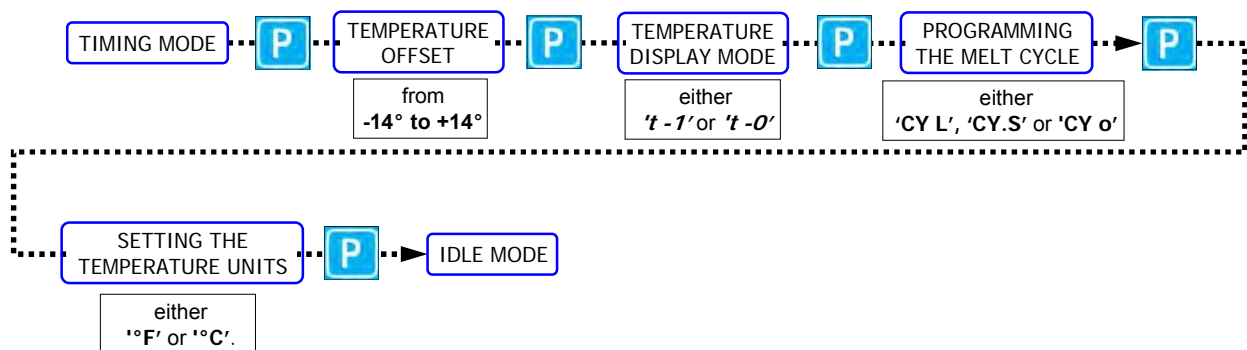 TIMING MODE
P
TEMPERATURE
OFFSET
from
-14° to +14°
P
TEMPERATURE
DISPLAY MODE
either
't -1' or 't -0'
P
PROGRAMMING
THE MELT CYCLE
either
‘CY L’, ‘CY.S’ or 'CY o’
P
SETTING THE
TEMPERATURE UNITS
either
'°F’ or '°C’.
P
IDLE MODE